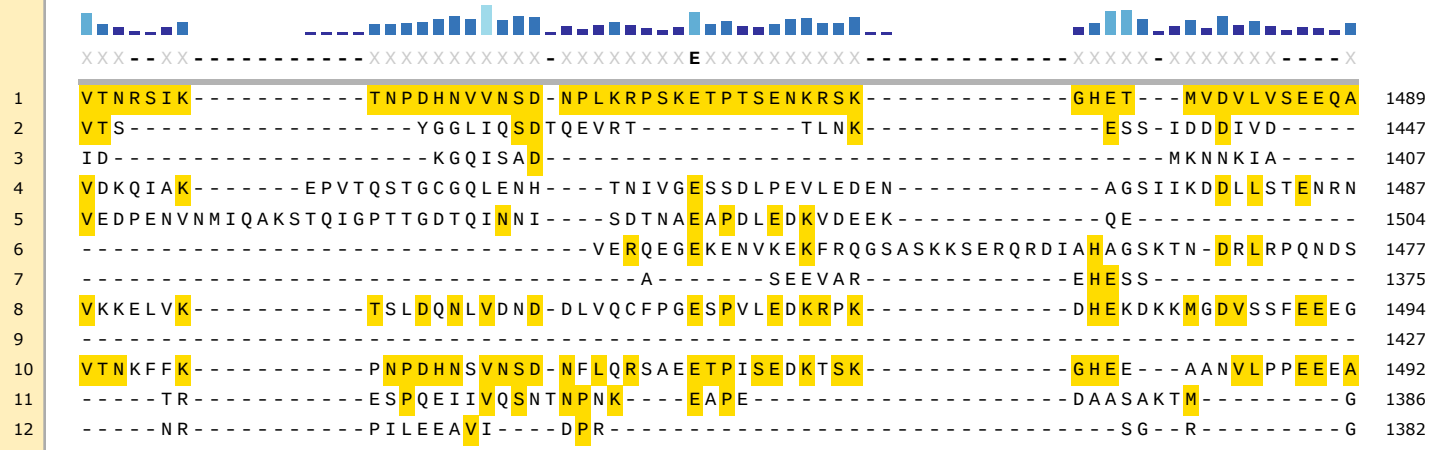 XXX--XX-----------XXXXXXXXXXX-XXXXXXXXEXXXXXXXXXX-------------XXXXX-XXXXXXX----X
1 VTNRSIK-----------TNPDHNVVNSD-NPLKRPSKETPTSENKRSK-------------GHET---MVDVLVSEEQA 1489
2 VTS------------------YGGLIQSDTQEVRT----------TLNK---------------ESS-IDDDIVD----- 1447
3 ID--------------------KGQISAD---------------------------------------MKNNKIA----- 1407
4 VDKQIAK-------EPVTQSTGCGQLENH----TNIVGESSDLPEVLEDEN-------------AGSIIKDDLLSTENRN 1487
5 VEDPENVNMIQAKSTQIGPTTGDTQINNI----SDTNAEAPDLEDKVDEEK-------------QE-------------- 1504
6 --------------------------------VERQEGEKENVKEKFRQGSASKKSERQRDIAHAGSKTN-DRLRPQNDS 1477
7 -----------------------------------A-------SEEVAR-------------EHESS------------- 1375
8 VKKELVK-----------TSLDQNLVDND-DLVQCFPGESPVLEDKRPK-------------DHEKDKKMGDVSSFEEEG 1494
9 -------------------------------------------------------------------------------- 1427
10 VTNKFFK-----------PNPDHNSVNSD-NFLQRSAEETPISEDKTSK-------------GHEE---AANVLPPEEEA 1492
11 -----TR-----------ESPQEIIVQSNTNPNK----EAPE--------------------DAASAKTM---------G 1386
12 -----NR-----------PILEEAVI----DPR--------------------------------SG--R---------G 1382